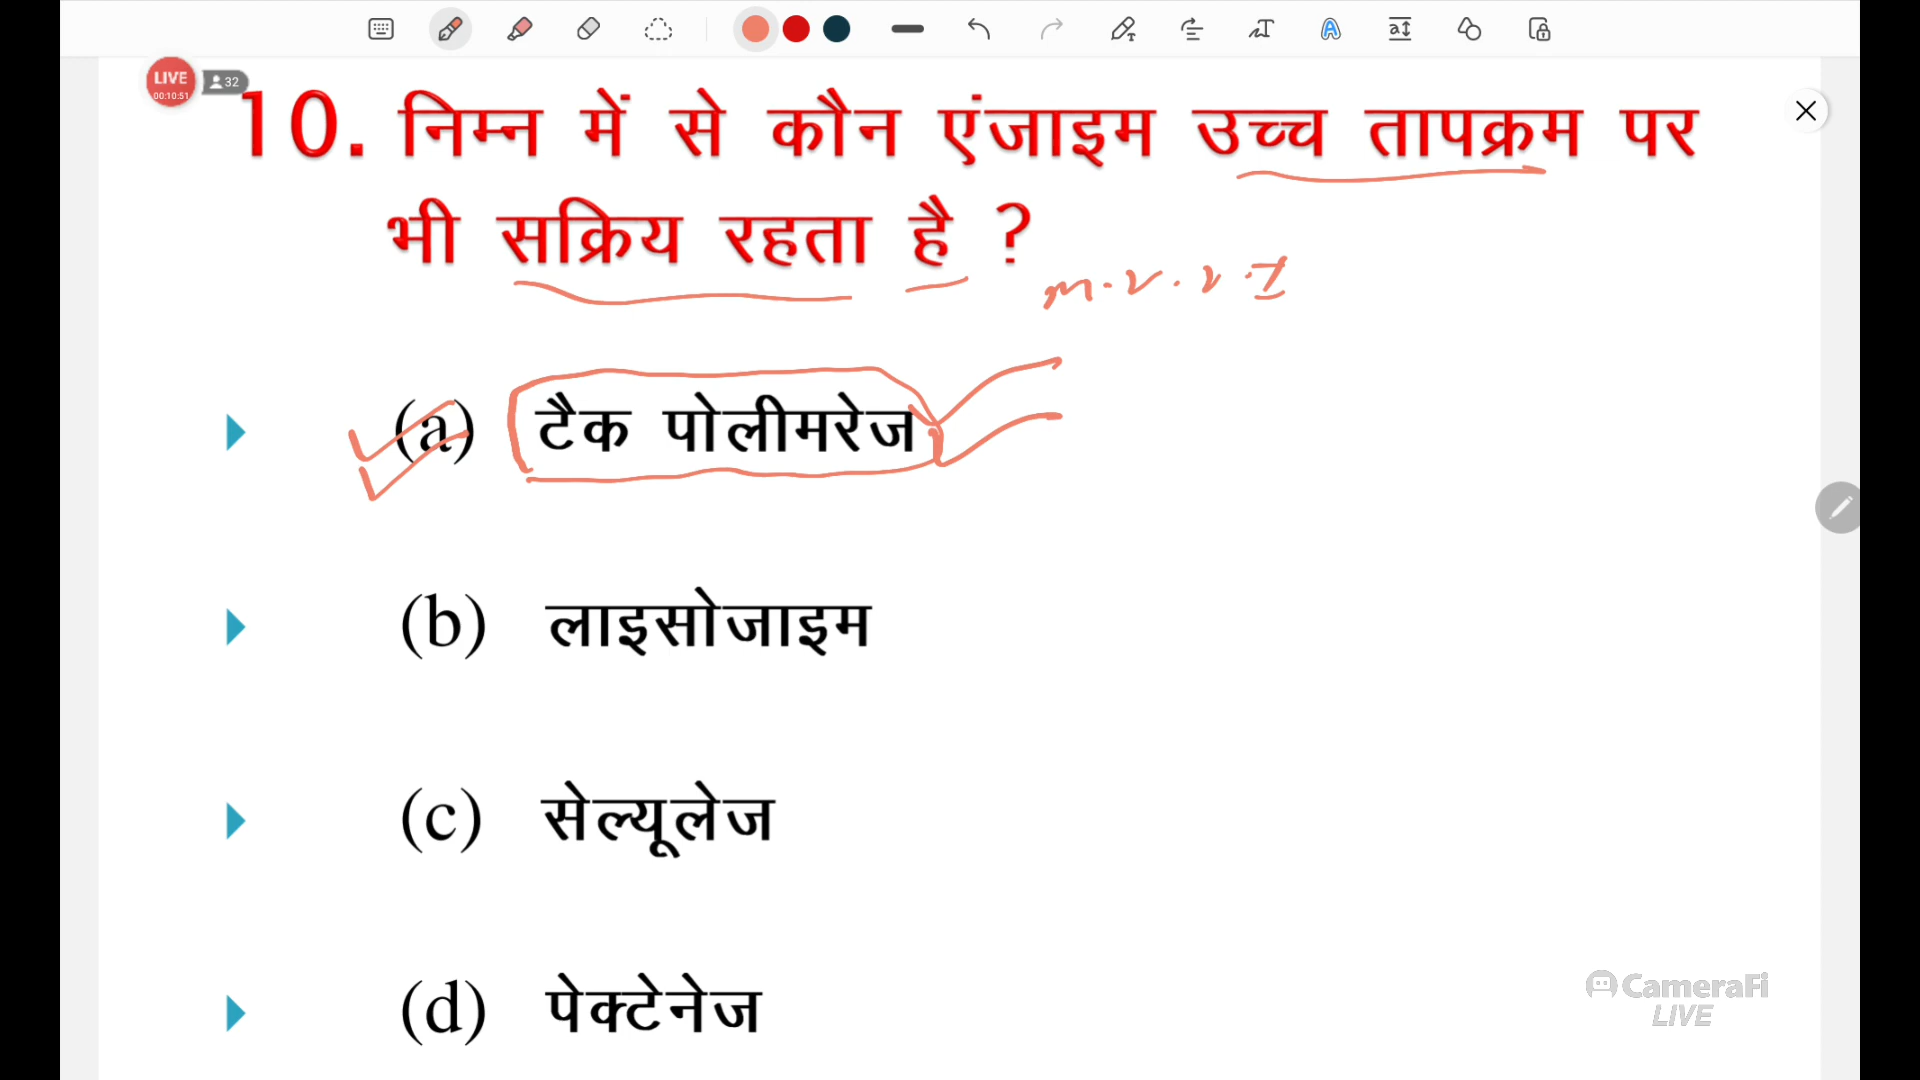 LIVE
00:10:51
32
10. निम्न में से कौन एंजाइम उच्च तापक्रम पर
भी सक्रिय रहता है ?
m.v.v.I
(a) टैक पोलीमरेज
(b) लाइसोजाइम
(c) सेल्यूलेज
(d) पेक्टेनेज
CameraFi
LIVE